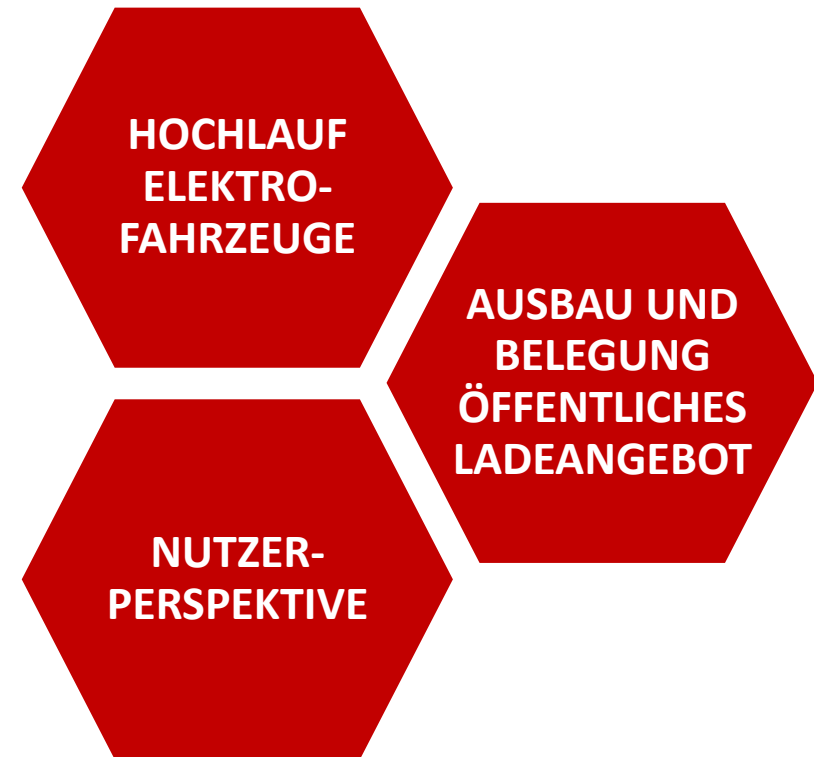 HOCHLAUF
ELEKTRO-
FAHRZEUGE
AUSBAU UND
BELEGUNG
ÖFFENTLICHES
LADEANGEBOT
NUTZER-
PERSPEKTIVE